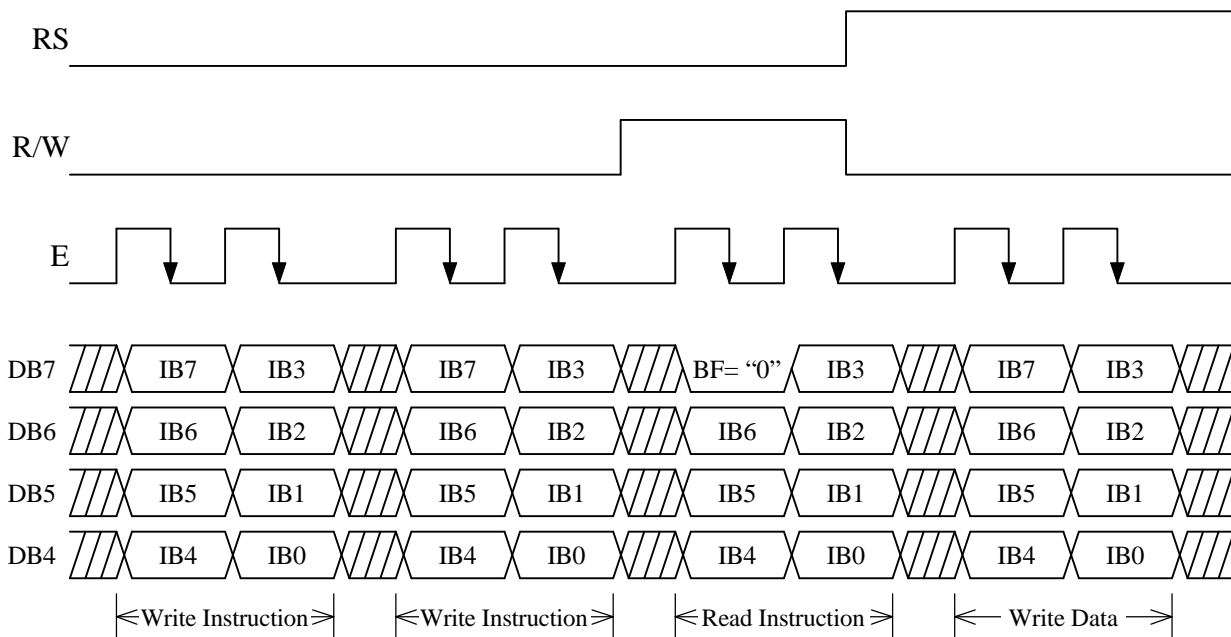 RS
R/W
E
DB7 IB7 IB3 IB7 IB3 BF= “0” IB3 IB7 IB3
DB6 IB6 IB2 IB6 IB2 IB6 IB2 IB6 IB2
DB5 IB5 IB1 IB5 IB1 IB5 IB1 IB5 IB1
DB4 IB4 IB0 IB4 IB0 IB4 IB0 IB4 IB0
Write Instruction Write Instruction Read Instruction Write Data